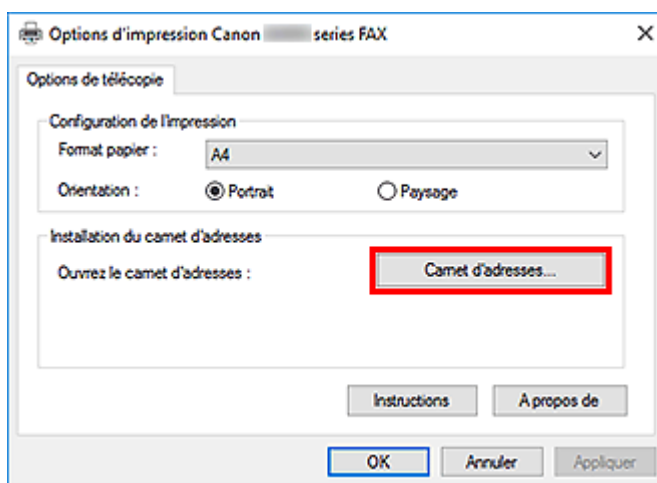 Options d'impression Canon series FAX
Options de télécopie
Configuration de l'impression
Format papier : A4
Orientation : Portrait Paysage
Installation du carnet d'adresses
Ouvrez le carnet d'adresses : Carnet d'adresses...
Instructions A propos de
OK Annuler Appliquer